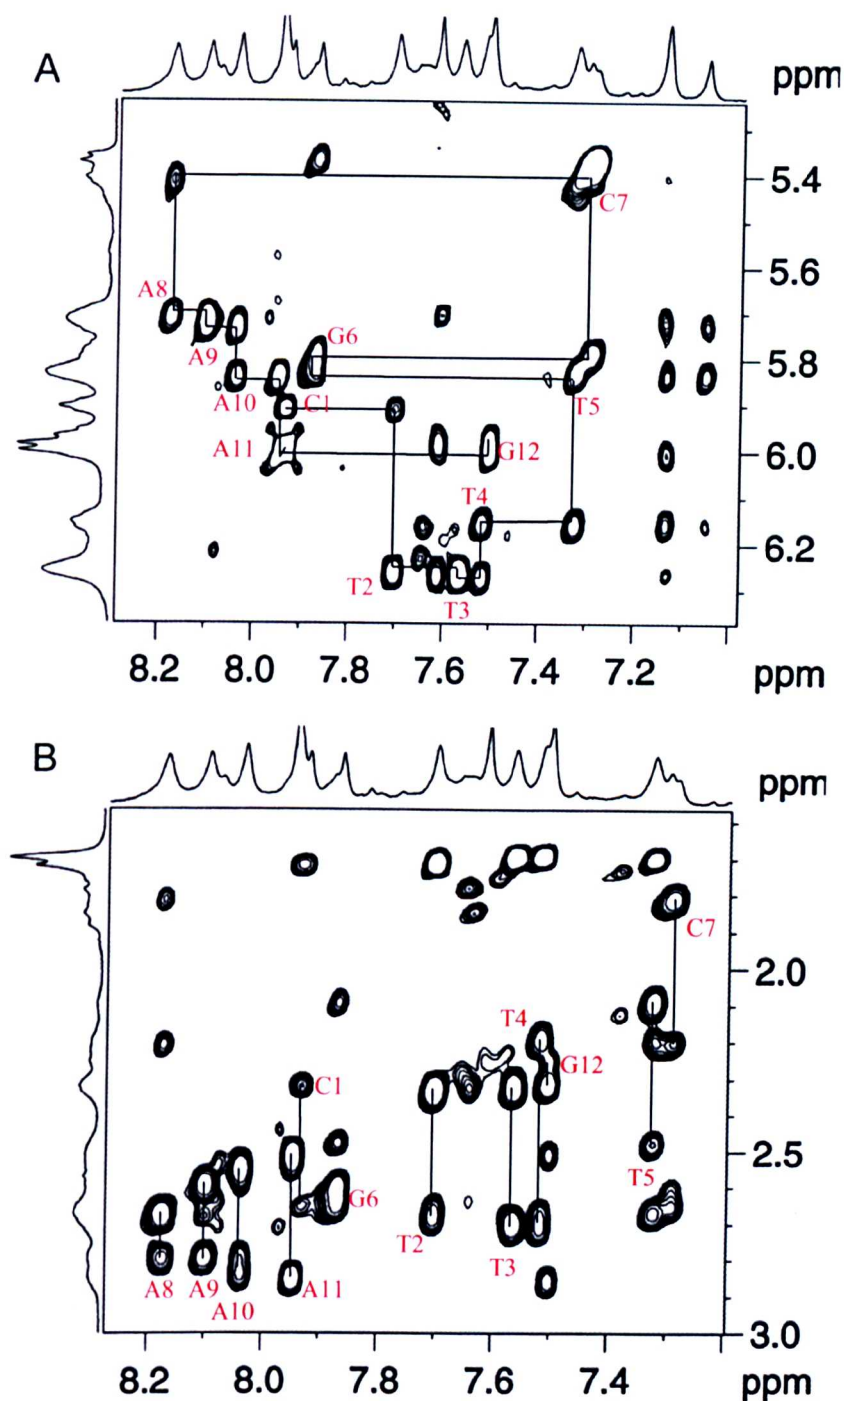 A
ppm
5.4
C7
5.6
A8
G6
A9
5.8
A10
C1
T5
A11
G12
6.0
T4
6.2
T2
T3
8.2 8.0 7.8 7.6 7.4 7.2 ppm
B
ppm
C7
2.0
T4
G12
C1
2.5
T5
G6
T2
T3
A8 A9 A11
A10
3.0
8.2 8.0 7.8 7.6 7.4 ppm